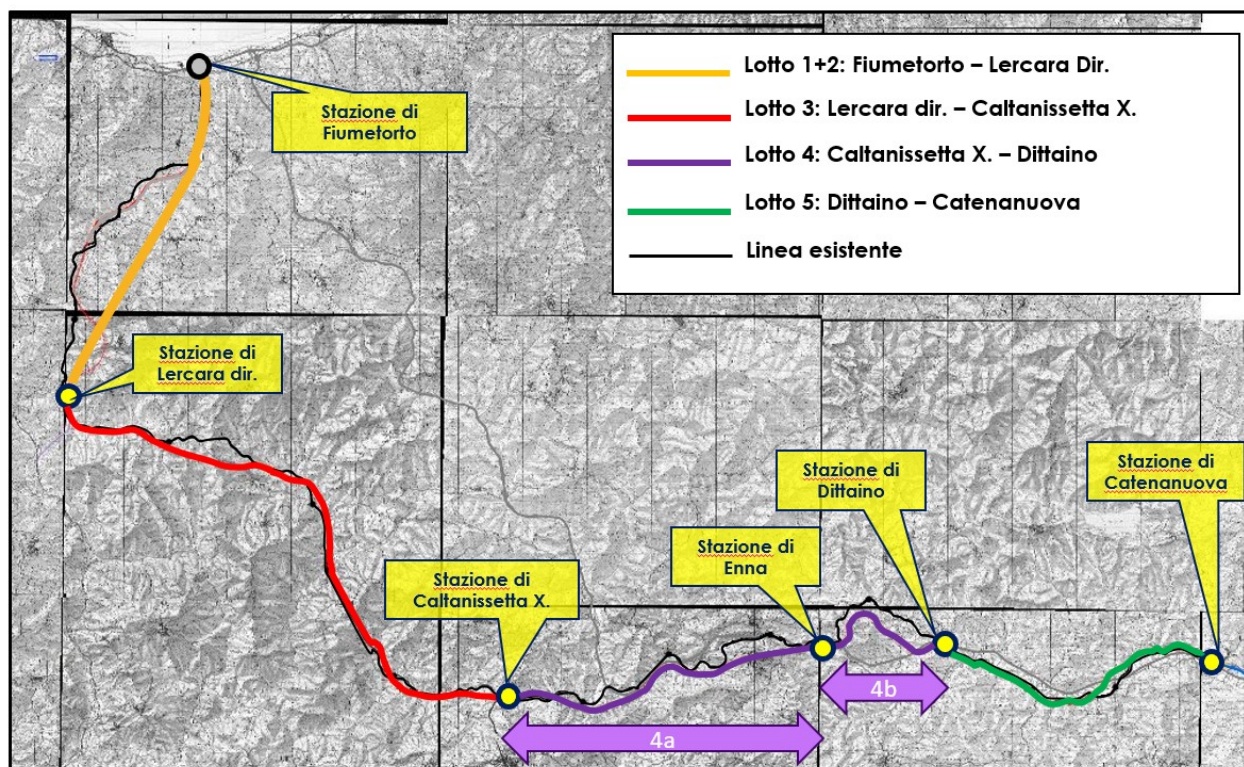 Lotto 1+2: Fiumetorto – Lercara Dir.
Lotto 3: Lercara dir. – Caltanissetta X.
Lotto 4: Caltanissetta X. – Dittaino
Lotto 5: Dittaino – Catenanuova
Linea esistente
Stazione di
Fiumetorto
Stazione di
Lercara dir.
Stazione di
Caltanissetta X.
Stazione di
Enna
Stazione di
Dittaino
Stazione di
Catenanuova
4b
4a